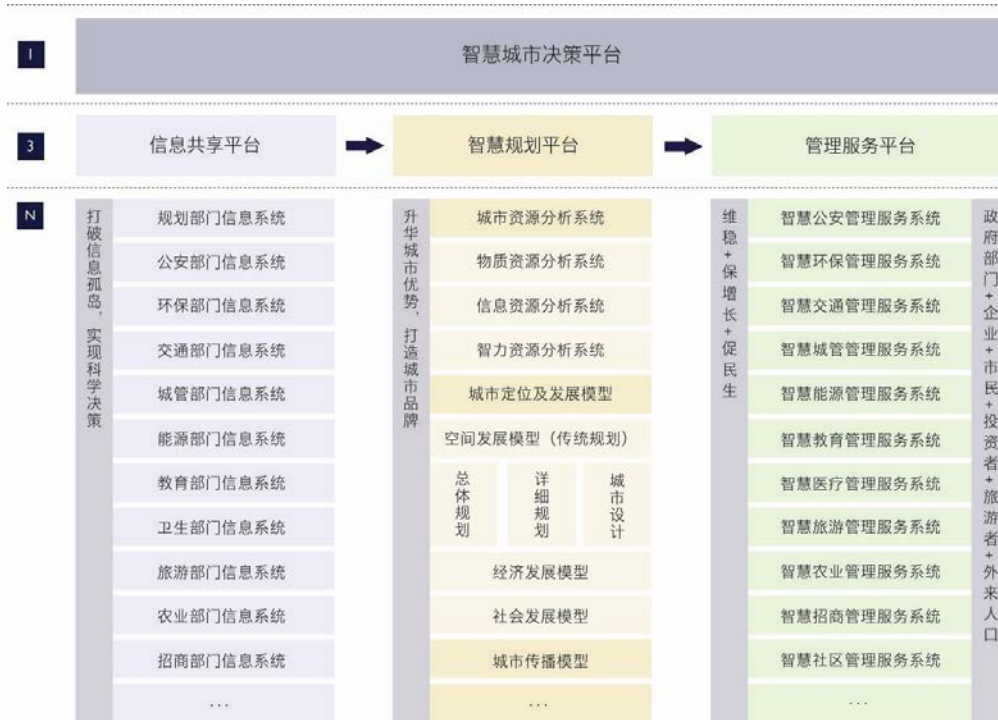 1
智慧城市决策平台
3
信息共享平台
智慧规划平台
管理服务平台
N
打破信息孤岛，实现科学决策
规划部门信息系统
公安部门信息系统
环保部门信息系统
交通部门信息系统
城管部门信息系统
能源部门信息系统
教育部门信息系统
卫生部门信息系统
旅游部门信息系统
农业部门信息系统
招商部门信息系统
...
升华城市优势，打造城市品牌
城市资源分析系统
物质资源分析系统
信息资源分析系统
智力资源分析系统
城市定位及发展模型
空间发展模型（传统规划）
总体规划
详细规划
城市设计
经济发展模型
社会发展模型
城市传播模型
...
维稳+保增长+促民生
智慧公安管理服务系统
智慧环保管理服务系统
智慧交通管理服务系统
智慧城管管理服务系统
智慧能源管理服务系统
智慧教育管理服务系统
智慧医疗管理服务系统
智慧旅游管理服务系统
智慧农业管理服务系统
智慧招商管理服务系统
智慧社区管理服务系统
...
政府部门+企业+市民+投资者+旅游者+外来人口